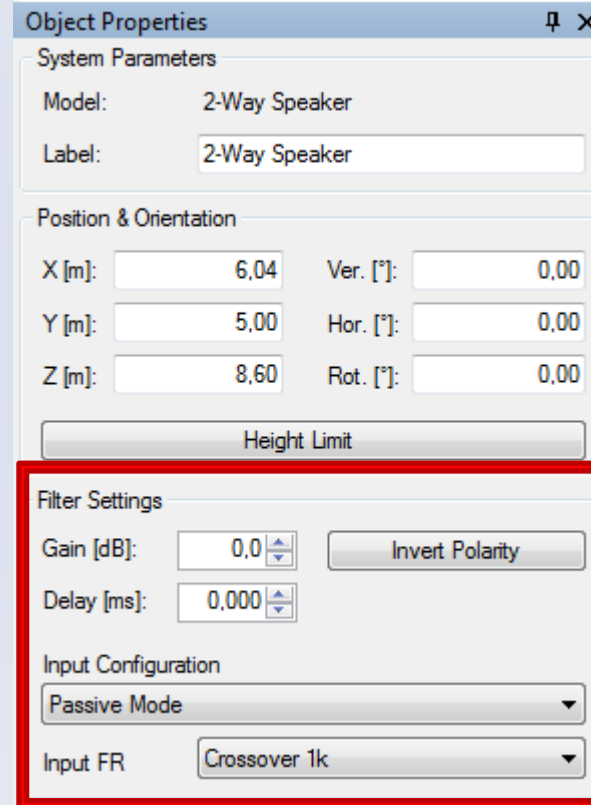 Object Properties
System Parameters
Model: 2-Way Speaker
Label: 2-Way Speaker
Position & Orientation
X [m]: 6,04 Ver. [°]: 0,00
Y [m]: 5,00 Hor. [°]: 0,00
Z [m]: 8,60 Rot. [°]: 0,00
Height Limit
Filter Settings
Gain [dB]: 0,0 Invert Polarity
Delay [ms]: 0,000
Input Configuration
Passive Mode
Input FR Crossover 1k